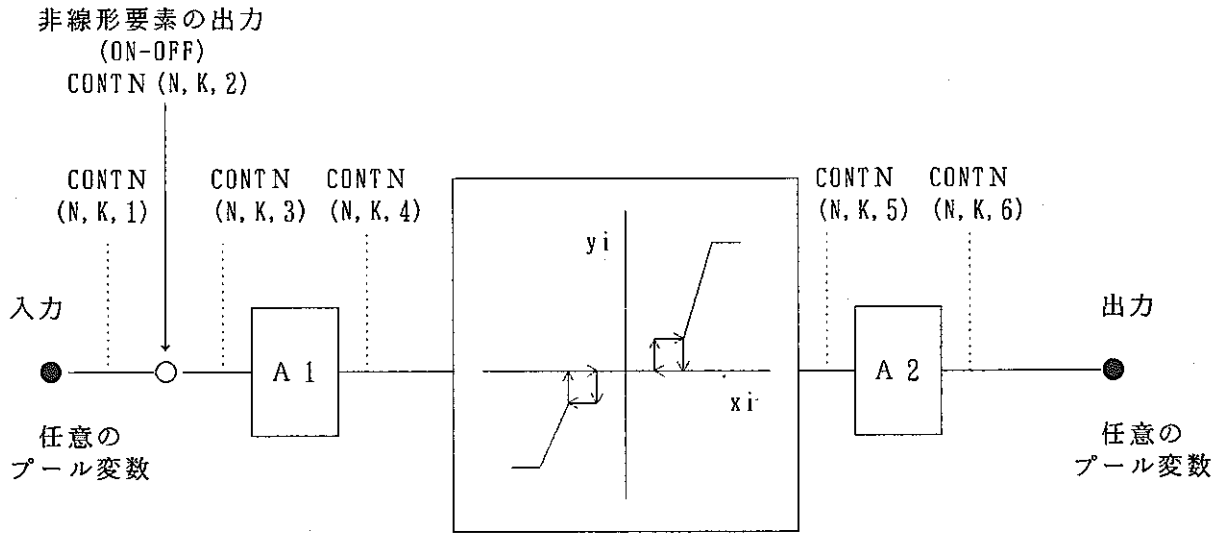 非線形要素の出力
(ON-OFF)
CONTN (N, K, 2)
CONTN
(N, K, 1)
CONTN
(N, K, 3)
CONTN
(N, K, 4)
CONTN
(N, K, 5)
CONTN
(N, K, 6)
yi
xi
入力
A1
A2
出力
任意の
プール変数
任意の
プール変数